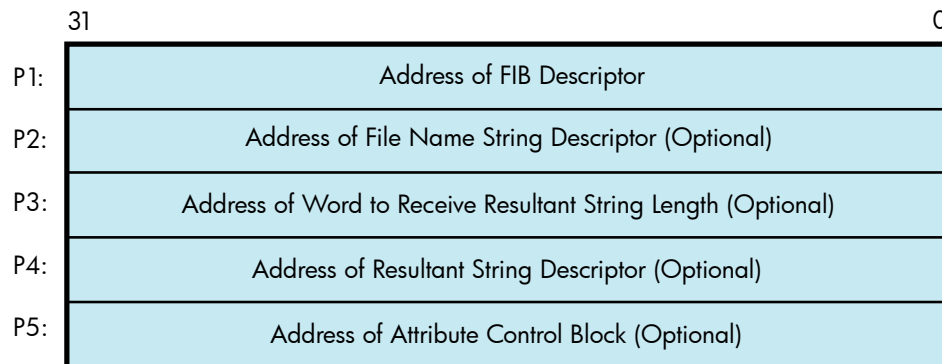 31 0
P1: Address of FIB Descriptor
P2: Address of File Name String Descriptor (Optional)
P3: Address of Word to Receive Resultant String Length (Optional)
P4: Address of Resultant String Descriptor (Optional)
P5: Address of Attribute Control Block (Optional)